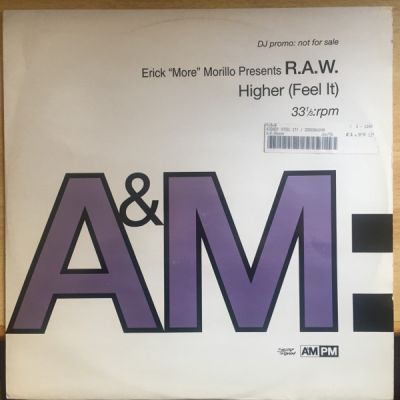 DJ promo: not for sale
Erick "More" Morillo Presents R.A.W.
Higher (Feel It)
33⅓:rpm
A&M:
AM PM